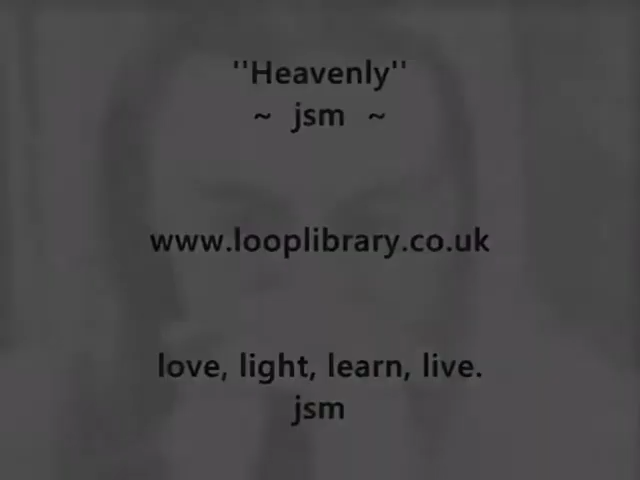 "Heavenly"
~ jsm ~
www.looplibrary.co.uk
love, light, learn, live.
jsm